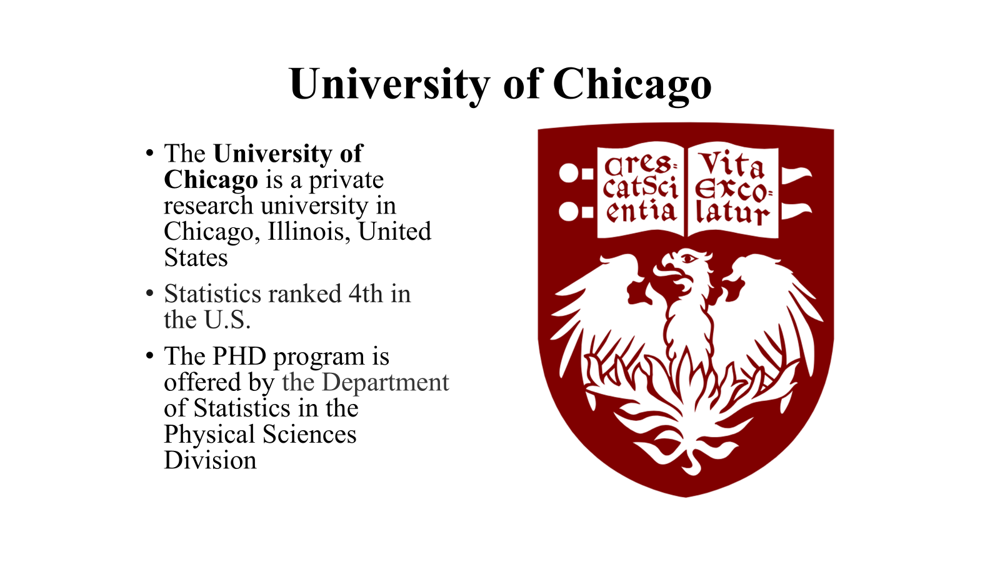 University of Chicago
• The University of
Chicago is a private
research university in
Chicago, Illinois, United
States
• Statistics ranked 4th in
the U.S.
• The PHD program is
offered by the Department
of Statistics in the
Physical Sciences
Division
Cres-
catSci
entia
Vita
Exco-
latur